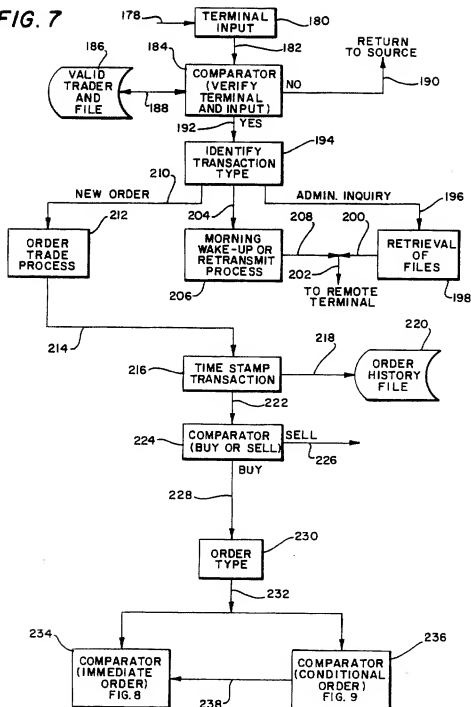 FIG. 7
178
TERMINAL
INPUT
180
182
RETURN
TO SOURCE
186
184
VALID
TRADER
AND
FILE
188
COMPARATOR
(VERIFY
TERMINAL
AND INPUT)
NO
190
192
YES
194
IDENTIFY
TRANSACTION
TYPE
210
NEW ORDER
ADMIN. INQUIRY
212
204
196
ORDER
TRADE
PROCESS
MORNING
WAKE-UP OR
RETRANSMIT
PROCESS
206
208
200
202
RETRIEVAL
OF
FILES
198
TO REMOTE
TERMINAL
214
216
TIME STAMP
TRANSACTION
218
220
ORDER
HISTORY
FILE
222
224
COMPARATOR
(BUY OR SELL)
SELL
226
BUY
228
230
ORDER
TYPE
232
234
236
COMPARATOR
(IMMEDIATE
ORDER)
FIG. 8
238
COMPARATOR
(CONDITIONAL
ORDER)
FIG. 9